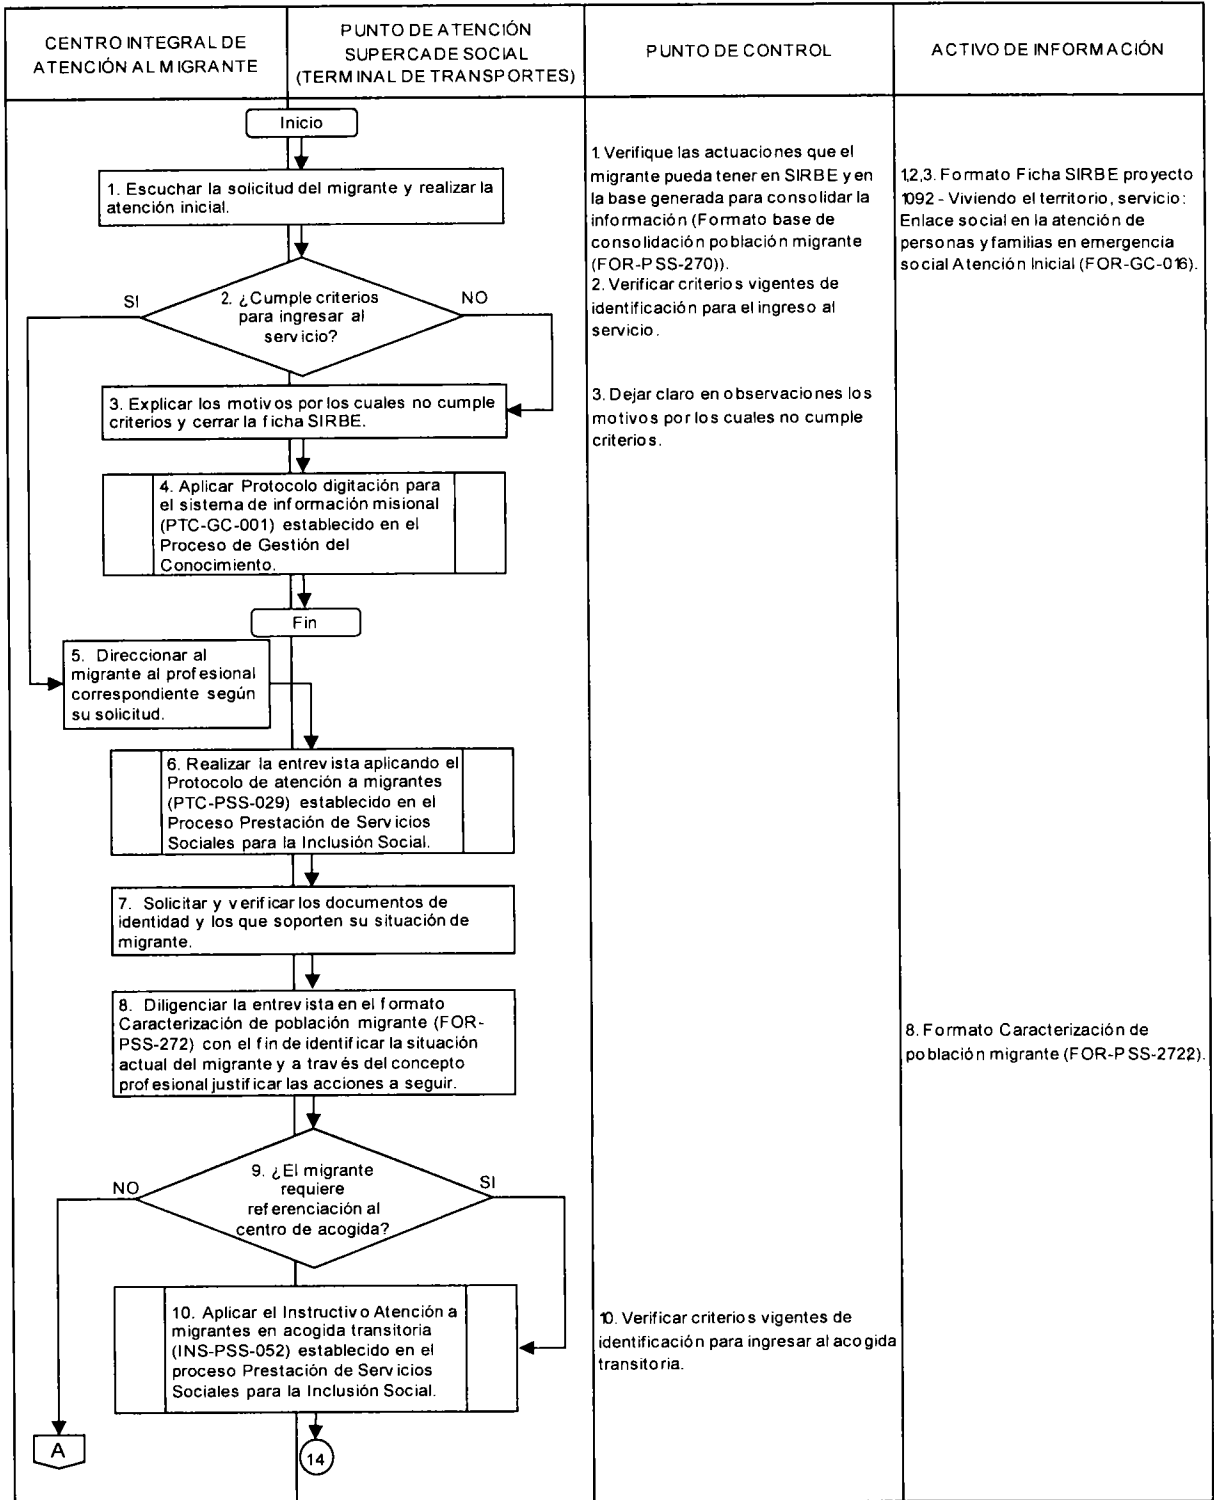 CENTRO INTEGRAL DE
ATENCIÓN AL MIGRANTE
PUNTO DE ATENCIÓN
SUPERCADE SOCIAL
(TERMINAL DE TRANSPORTES)
PUNTO DE CONTROL
ACTIVO DE INFORMACIÓN
Inicio
1. Escuchar la solicitud del migrante y realizar la
atención inicial.
1. Verifique las actuaciones que el
migrante pueda tener en SIRBE y en
la base generada para consolidar la
información (Formato base de
consolidación población migrante
(FOR-PSS-270)).
2. Verificar criterios vigentes de
identificación para el ingreso al
servicio.
1,2,3. Formato Ficha SIRBE proyecto
1092 - Viviendo el territorio, servicio:
Enlace social en la atención de
personas y familias en emergencia
social Atención Inicial (FOR-GC-016).
SI
2. ¿Cumple criterios
para ingresar al
servicio?
NO
3. Explicar los motivos por los cuales no cumple
criterios y cerrar la ficha SIRBE.
3. Dejar claro en observaciones los
motivos por los cuales no cumple
criterios.
4. Aplicar Protocolo digitación para
el sistema de información misional
(PTC-GC-001) establecido en el
Proceso de Gestión del
Conocimiento.
Fin
5. Direccionar al
migrante al profesional
correspondiente según
su solicitud.
6. Realizar la entrevista aplicando el
Protocolo de atención a migrantes
(PTC-PSS-029) establecido en el
Proceso Prestación de Servicios
Sociales para la Inclusión Social.
7. Solicitar y verificar los documentos de
identidad y los que soporten su situación de
migrante.
8. Diligenciar la entrevista en el formato
Caracterización de población migrante (FOR-
PSS-272) con el fin de identificar la situación
actual del migrante y a través del concepto
profesional justificar las acciones a seguir.
8. Formato Caracterización de
población migrante (FOR-PSS-2722).
NO
9. ¿El migrante
requiere
referenciación al
centro de acogida?
SI
10. Aplicar el Instructivo Atención a
migrantes en acogida transitoria
(INS-PSS-052) establecido en el
proceso Prestación de Servicios
Sociales para la Inclusión Social.
10. Verificar criterios vigentes de
identificación para ingresar al acogida
transitoria.
A
14